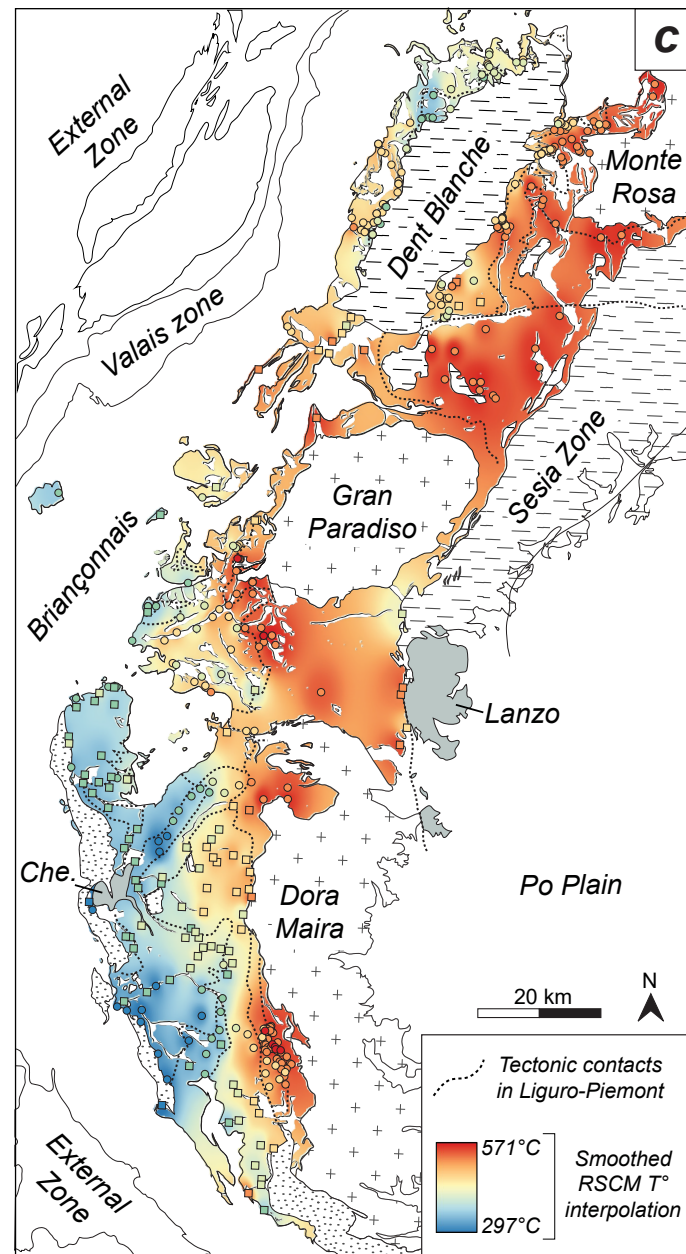 c
External
Zone
Dent Blanche
Monte
Rosa
Valais zone
Sesia Zone
Gran
Paradiso
Briançonnais
Lanzo
Che.
Dora
Maira
Po Plain
20 km
N
External
Zone
Tectonic contacts
in Liguro-Piemont
571°C
297°C
Smoothed
RSCM T°
interpolation